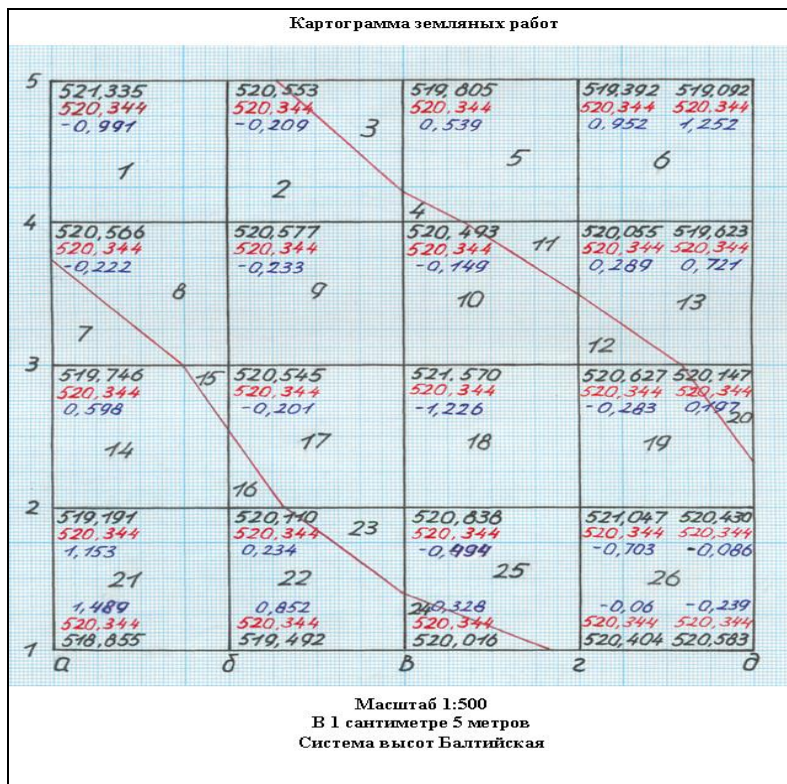 Картограмма земляных работ
5
521,335 520,553 519,805 519,392 519,092
520,344 520,344 520,344 520,344 520,344
-0,991 -0,209 0,539 0,952 1,252
1 2 3 5 6
4
4
520,566 520,577 520,493 520,055 519,623
520,344 520,344 520,344 520,344 520,344
-0,222 -0,233 -0,149 0,289 0,721
7 8 9 10 11 12 13
3
519,746 520,545 521,570 520,627 520,147
520,344 520,344 520,344 520,344 520,344
0,598 -0,201 -1,226 -0,283 0,197
14 15 16 17 18 19 20
2
519,191 520,110 520,838 521,047 520,430
520,344 520,344 520,344 520,344 520,344
1,153 0,234 -0,494 -0,703 -0,086
21 22 23 24 25 26
1,489 0,852 0,328 -0,06 -0,239
520,344 520,344 520,344 520,344 520,344
518,855 519,492 520,016 520,404 520,583
1
а б в г д
Масштаб 1:500
В 1 сантиметре 5 метров
Система высот Балтийская